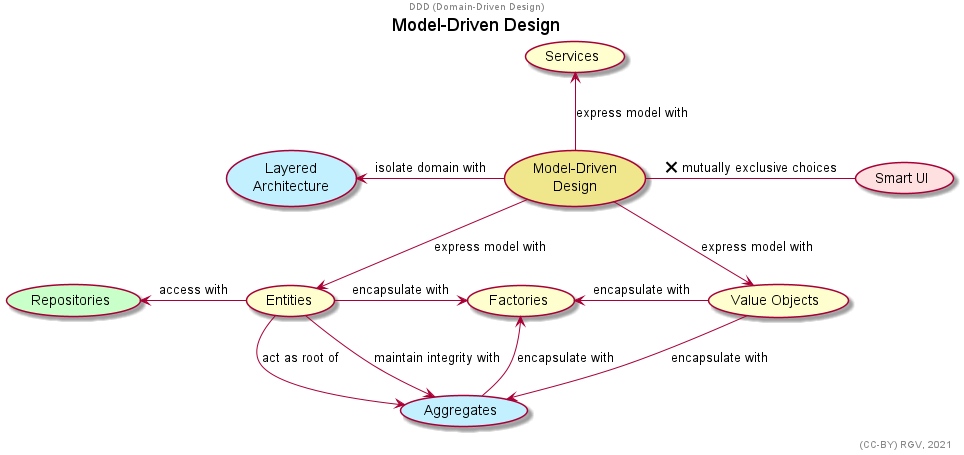 DDD (Domain-Driven Design)
Model-Driven Design
Services
express model with
Layered
Architecture
isolate domain with
Model-Driven
Design
❌ mutually exclusive choices
Smart UI
express model with
express model with
Repositories
access with
Entities
encapsulate with
Factories
encapsulate with
Value Objects
act as root of
maintain integrity with
encapsulate with
encapsulate with
Aggregates
(CC-BY) RGV, 2021